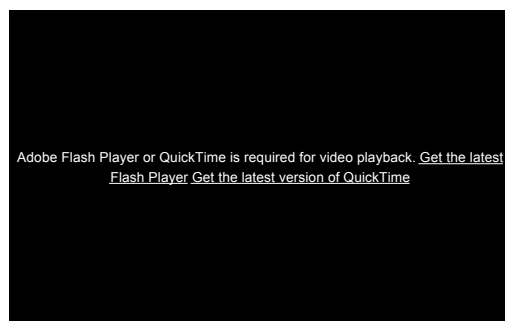 Adobe Flash Player or QuickTime is required for video playback. Get the latest
Flash Player Get the latest version of QuickTime